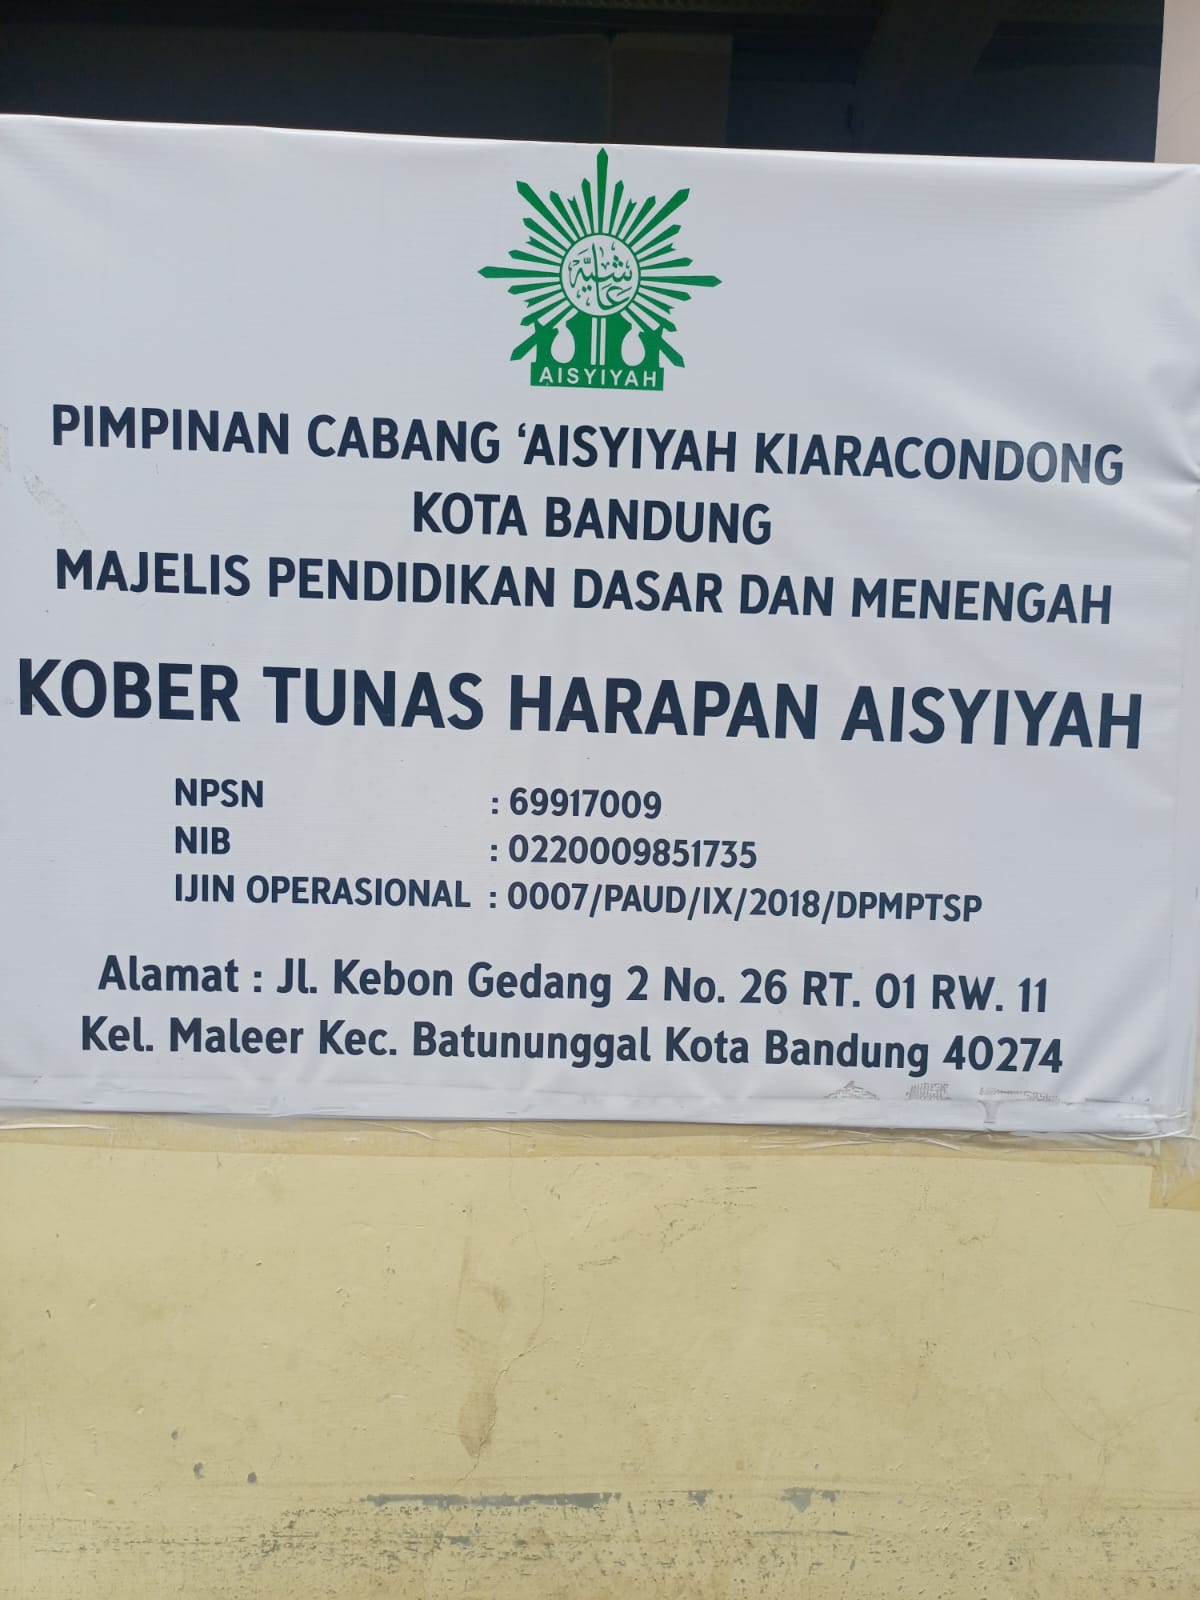 عائشية
AISYIYAH
PIMPINAN CABANG ‘AISYIYAH KIARACONDONG
KOTA BANDUNG
MAJELIS PENDIDIKAN DASAR DAN MENENGAH
KOBER TUNAS HARAPAN AISYIYAH
NPSN : 69917009
NIB : 0220009851735
IJIN OPERASIONAL : 0007/PAUD/IX/2018/DPMPTSP
Alamat : Jl. Kebon Gedang 2 No. 26 RT. 01 RW. 11
Kel. Maleer Kec. Batununggal Kota Bandung 40274